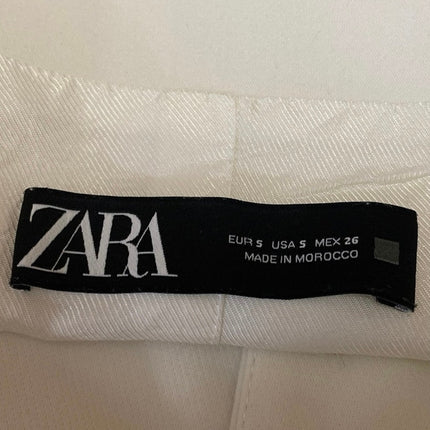 ZARA
EUR S USA S MEX 26
MADE IN MOROCCO